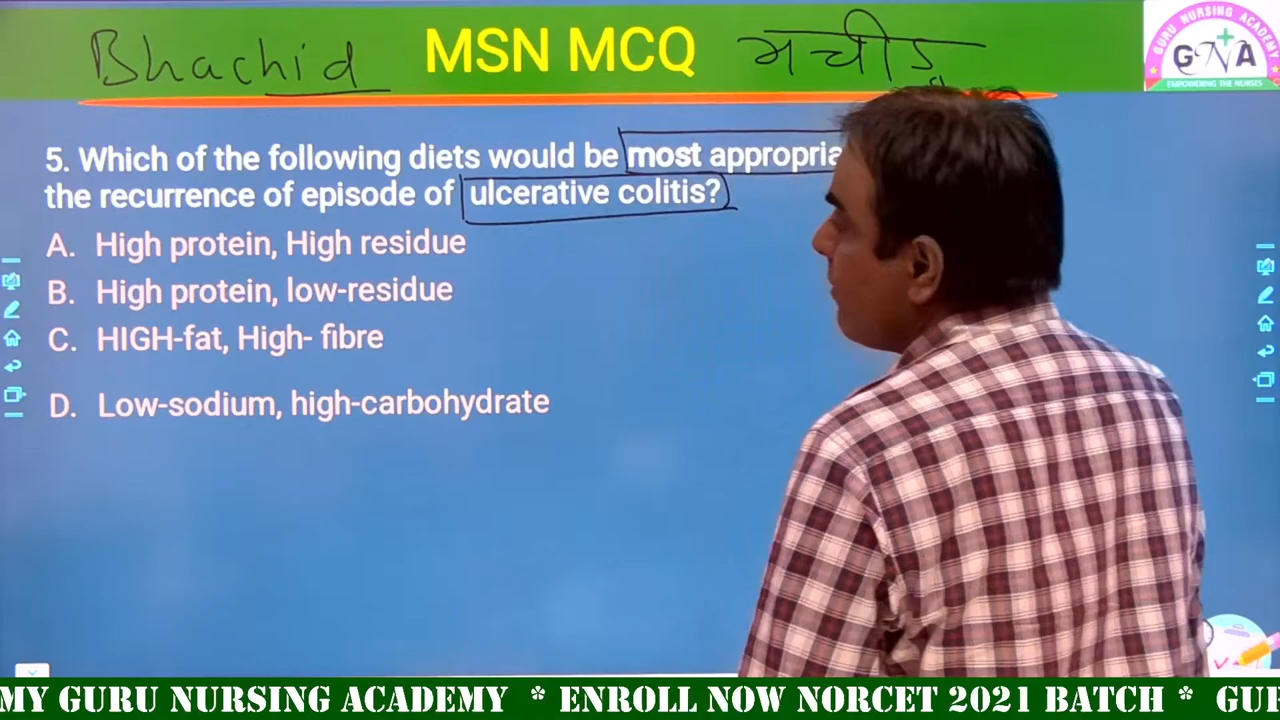 Bhachid
MSN MCQ
GURU NURSING ACADEMY
GNA
EMPOWERING THE NURSES
5. Which of the following diets would be most appropria
the recurrence of episode of ulcerative colitis?
A. High protein, High residue
B. High protein, low-residue
C. HIGH-fat, High- fibre
D. Low-sodium, high-carbohydrate
MY GURU NURSING ACADEMY * ENROLL NOW NORCET 2021 BATCH * GUR